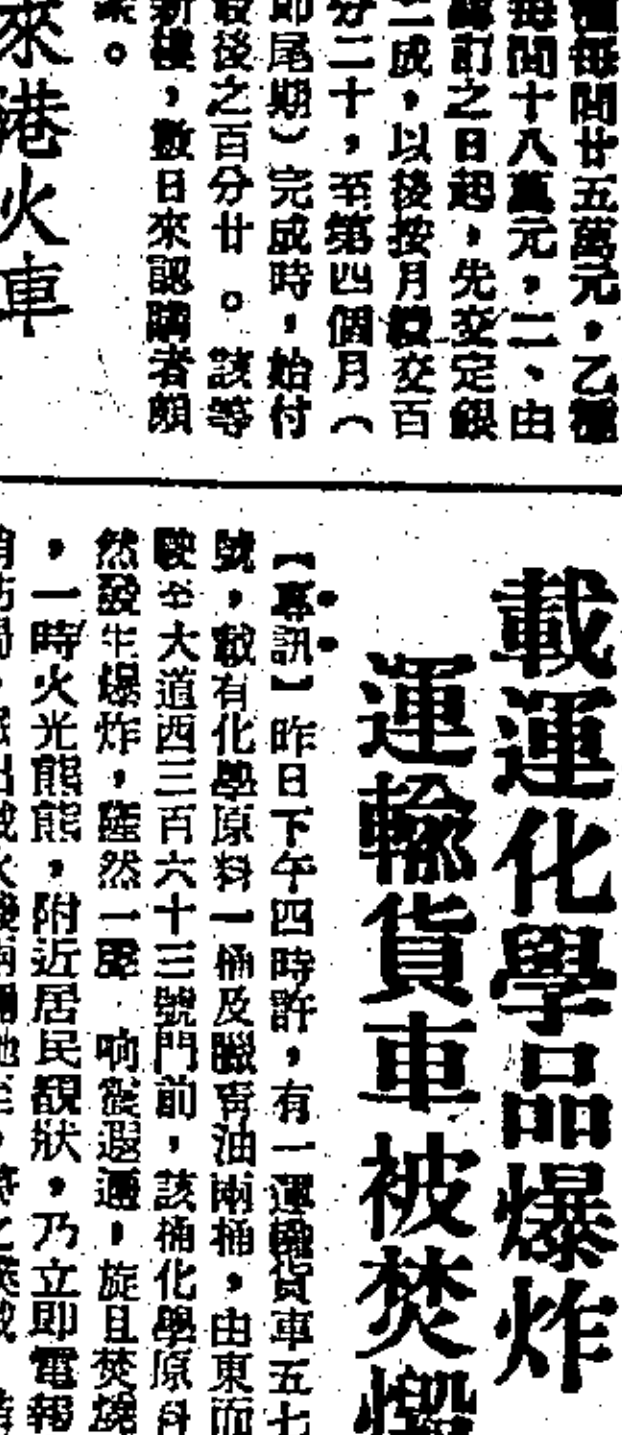 種每間廿五萬元，乙種
每間十八萬元，二、由
簽訂之日起，先交定銀
二成，以後按月繳交百
分二十，至第四個月（
即尾期）完成時，始付
最後之百分廿。該等
新樓，數日來認購者頗
。
來港火車
載運化學品爆炸
運輸貨車被焚燬
【專訊】昨日下午四時許，有一運輸貨車五七
號，載有化學原料一桶及臘青油兩桶，由東而
駛至大道西三百六十三號門前，該桶化學原料
然發生爆炸，隆然一聲　响震遐邇，旋且焚燒
，一時火光熊熊，附近居民覩狀，乃立即電報
消防局，